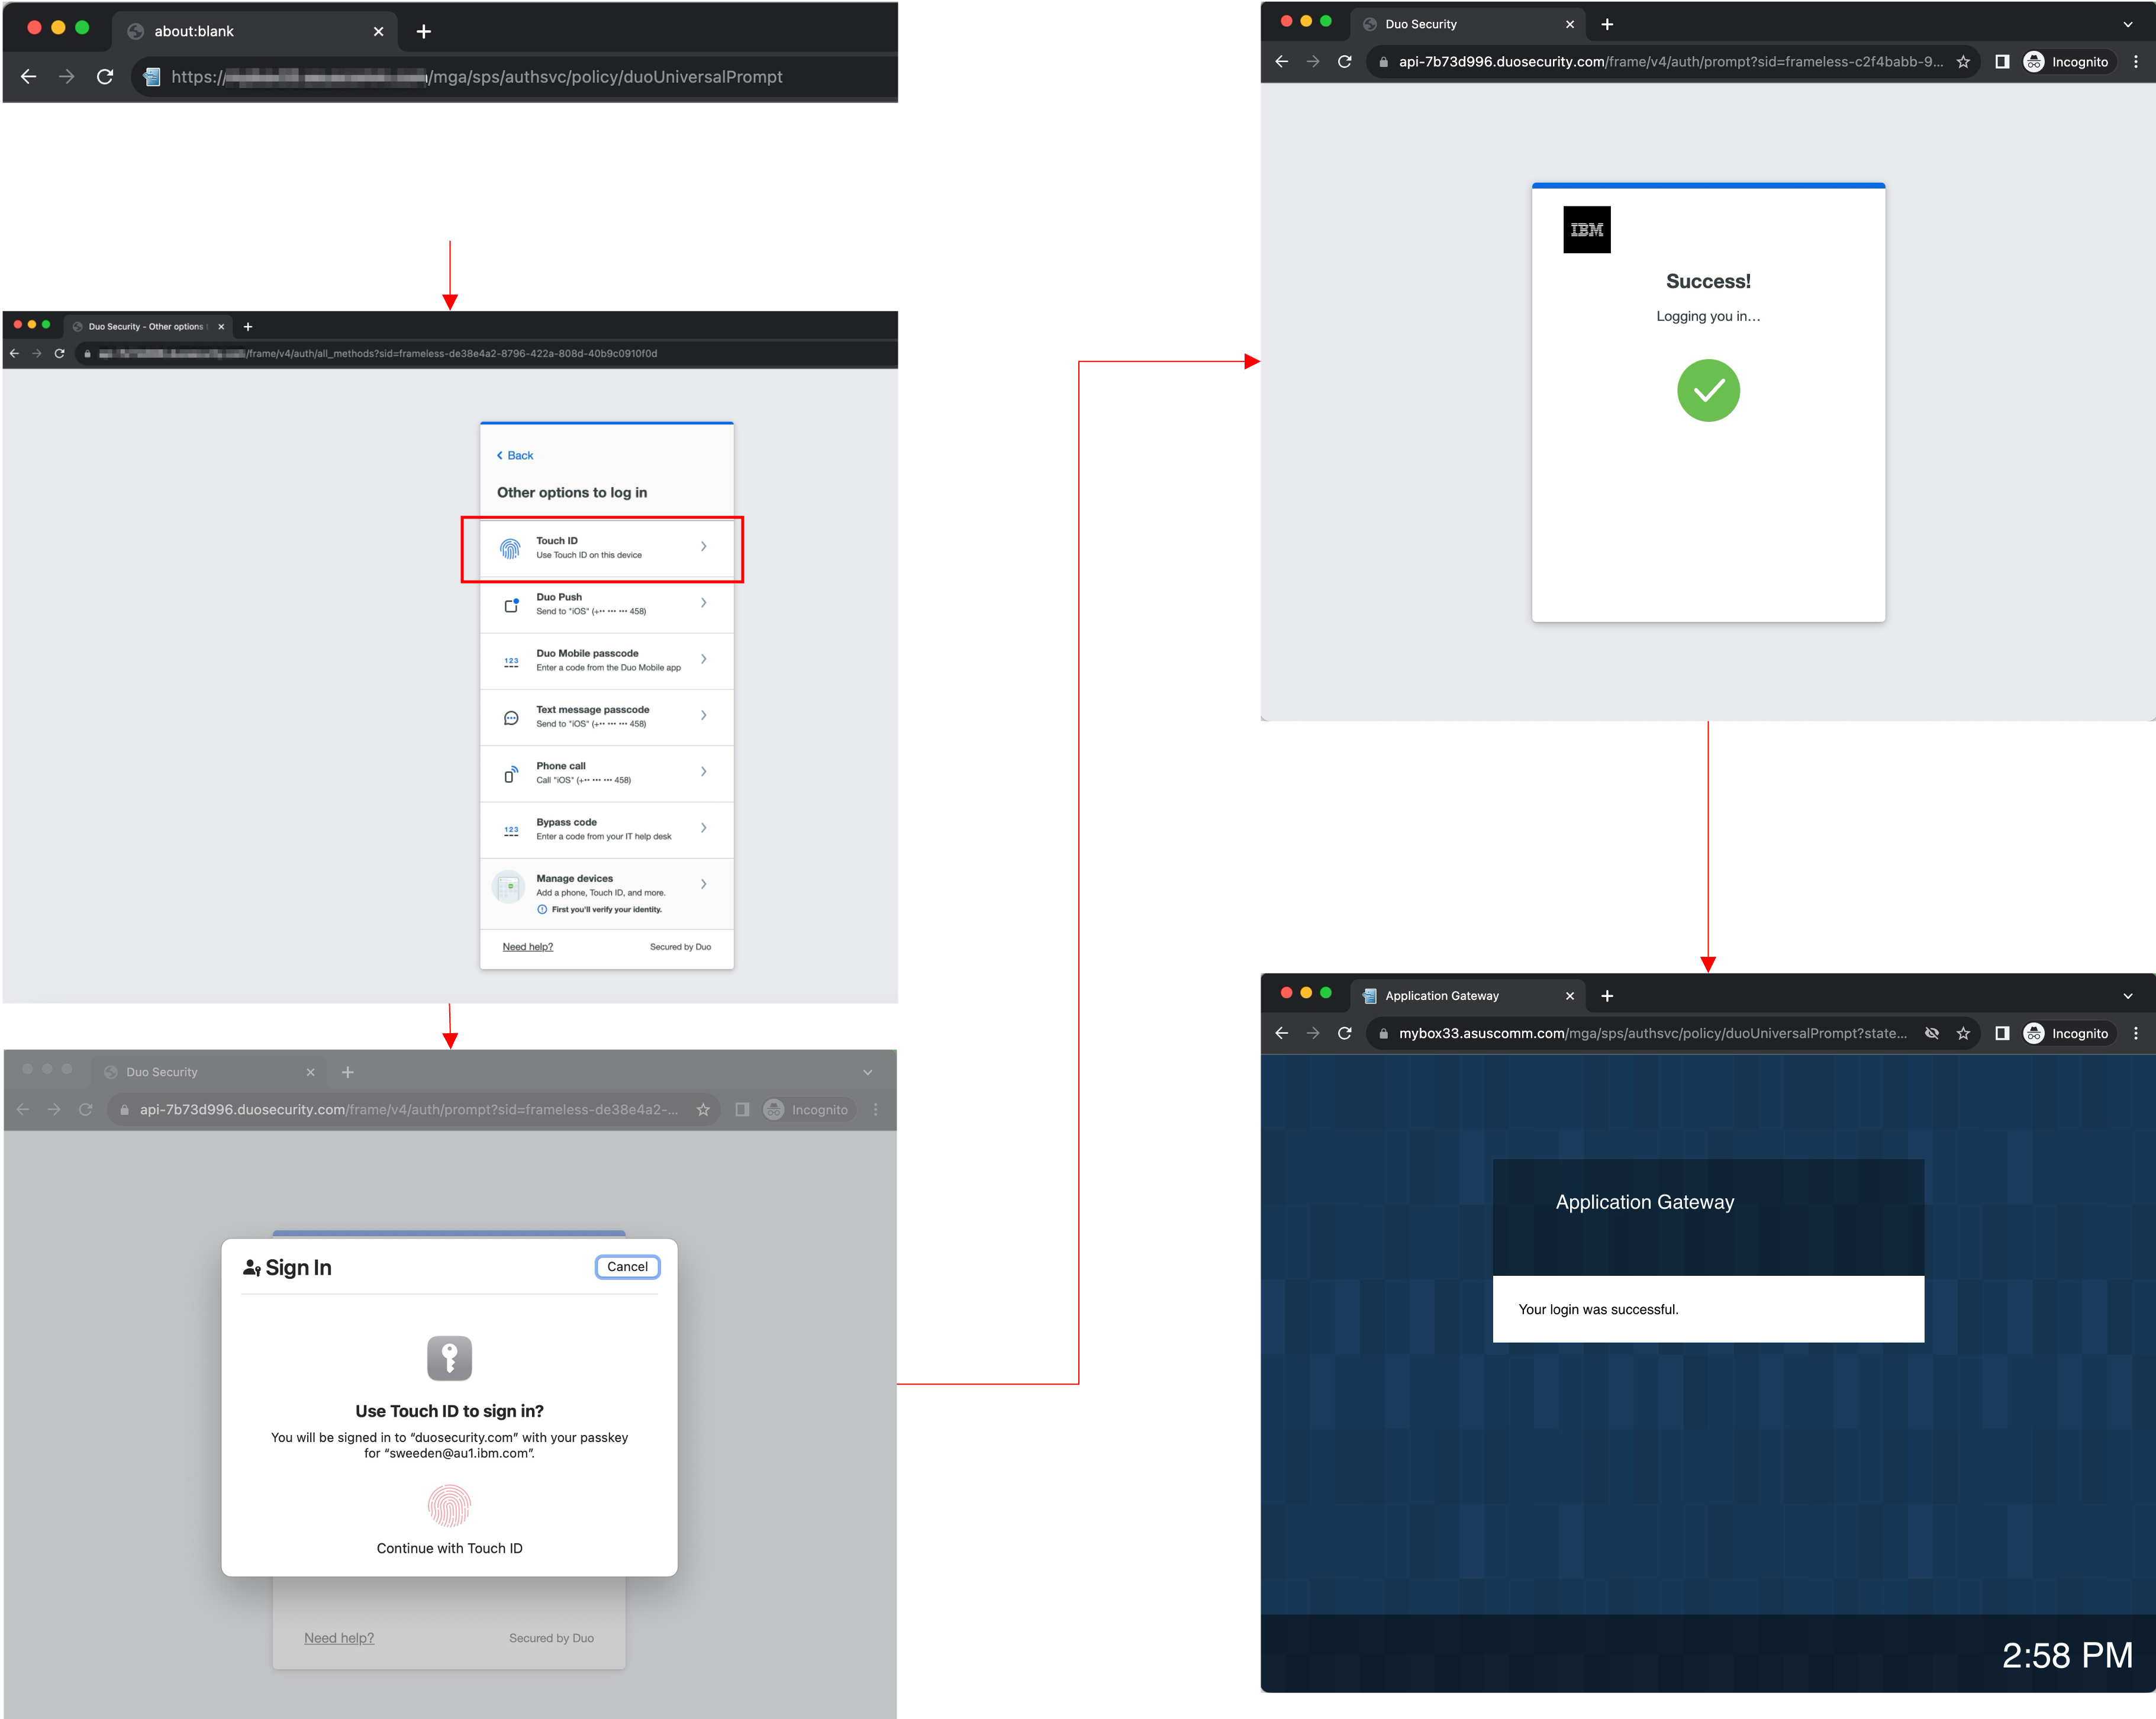 about:blank
https://
/mga/sps/authsvc/policy/duoUniversalPrompt
Duo Security - Other options
/frame/v4/auth/all_methods?sid=frameless-de38e4a2-8796-422a-808d-40b9c0910f0d
Back
Other options to log in
Touch ID
Use Touch ID on this device
Duo Push
Send to "iOS" (+•• ••• ••• 458)
123
Duo Mobile passcode
Enter a code from the Duo Mobile app
Text message passcode
Send to "iOS" (+•• ••• ••• 458)
Phone call
Call "iOS" (+•• ••• ••• 458)
123
Bypass code
Enter a code from your IT help desk
Manage devices
Add a phone, Touch ID, and more.
First you'll verify your identity.
Need help? Secured by Duo
Duo Security
api-7b73d996.duosecurity.com/frame/v4/auth/prompt?sid=frameless-de38e4a2-... Incognito
Sign In Cancel
Use Touch ID to sign in?
You will be signed in to “duosecurity.com” with your passkey
for “sweeden@au1.ibm.com”.
Continue with Touch ID
Need help? Secured by Duo
Duo Security
api-7b73d996.duosecurity.com/frame/v4/auth/prompt?sid=frameless-c2f4babb-9... Incognito
IBM
Success!
Logging you in...
Application Gateway
mybox33.asuscomm.com/mga/sps/authsvc/policy/duoUniversalPrompt?state... Incognito
Application Gateway
Your login was successful.
2:58 PM